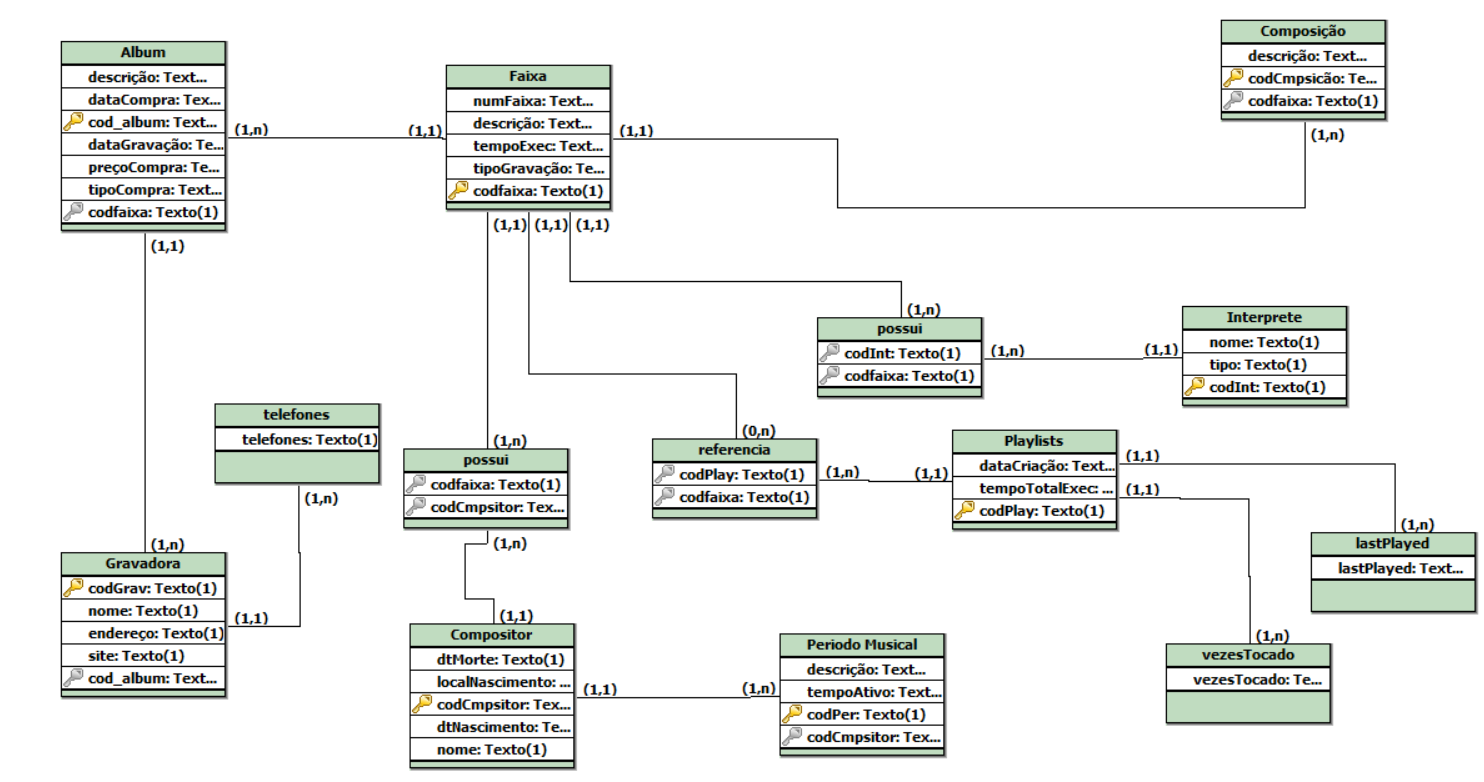 Album
descrição: Text...
dataCompra: Tex...
cod_album: Text...
dataGravação: Te...
preçoCompra: Te...
tipoCompra: Text...
codfaixa: Texto(1)
(1,n)
(1,1)
(1,1)
Faixa
numFaixa: Text...
descrição: Text...
tempoExec: Text...
tipoGravação: Te...
codfaixa: Texto(1)
(1,1)
(1,1)
(1,1)
(1,1)
Composição
descrição: Text...
codCmpsicão: Te...
codfaixa: Texto(1)
(1,n)
(1,n)
possui
codInt: Texto(1)
codfaixa: Texto(1)
(1,n)
(1,1)
Interprete
nome: Texto(1)
tipo: Texto(1)
codInt: Texto(1)
telefones
telefones: Texto(1)
(1,n)
(1,n)
possui
codfaixa: Texto(1)
codCmpsitor: Tex...
(1,n)
(0,n)
referencia
codPlay: Texto(1)
codfaixa: Texto(1)
(1,n)
(1,1)
Playlists
dataCriação: Text...
tempoTotalExec: ...
codPlay: Texto(1)
(1,1)
(1,1)
(1,n)
lastPlayed
lastPlayed: Text...
(1,n)
Gravadora
codGrav: Texto(1)
nome: Texto(1)
endereço: Texto(1)
site: Texto(1)
cod_album: Text...
(1,1)
(1,1)
Compositor
dtMorte: Texto(1)
localNascimento: ...
codCmpsitor: Tex...
dtNascimento: Te...
nome: Texto(1)
(1,1)
(1,n)
Periodo Musical
descrição: Text...
tempoAtivo: Text...
codPer: Texto(1)
codCmpsitor: Tex...
(1,n)
vezesTocado
vezesTocado: Te...